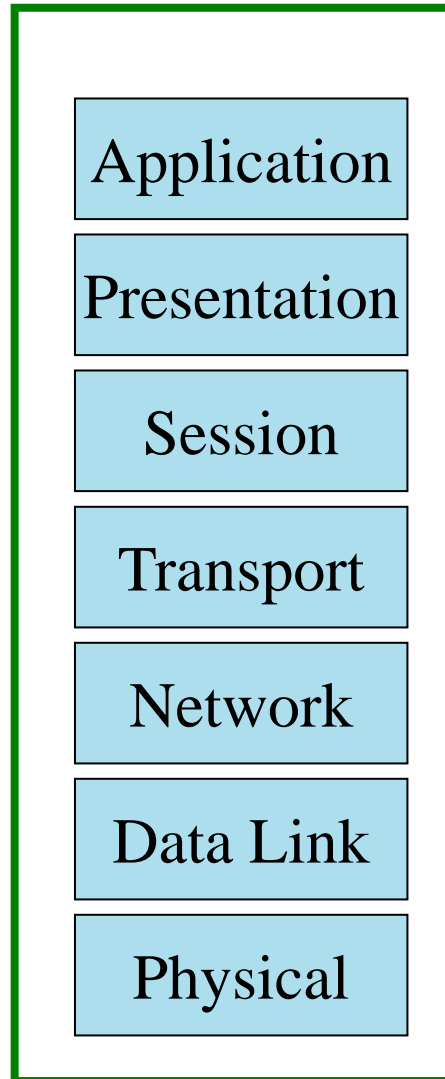 Application
Presentation
Session
Transport
Network
Data Link
Physical